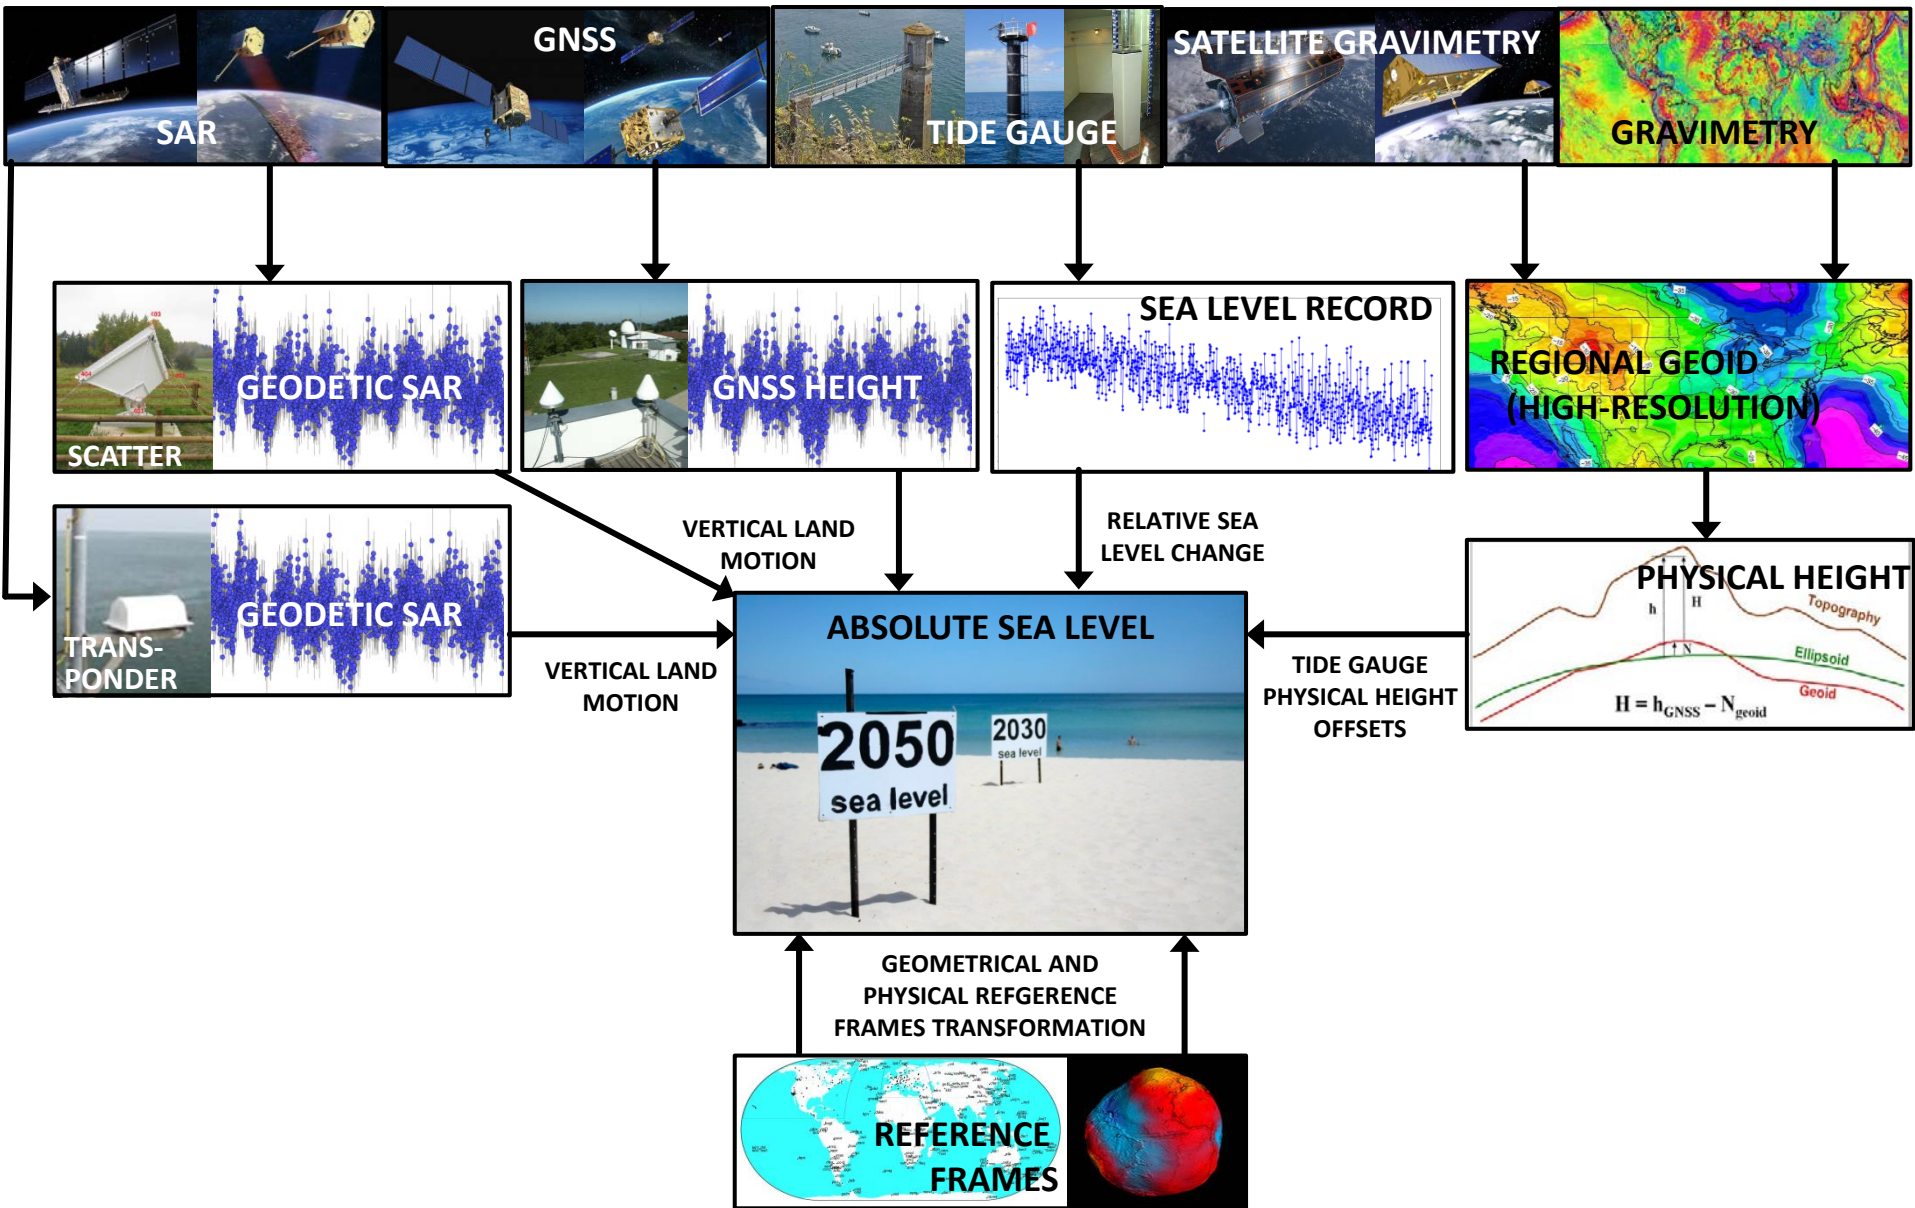 SAR
GNSS
TIDE GAUGE
SATELLITE GRAVIMETRY
GRAVIMETRY
SCATTER
GEODETIC SAR
GNSS HEIGHT
SEA LEVEL RECORD
REGIONAL GEOID
(HIGH-RESOLUTION)
TRANS-
PONDER
GEODETIC SAR
VERTICAL LAND
MOTION
RELATIVE SEA
LEVEL CHANGE
PHYSICAL HEIGHT
h
H
N
Topography
Ellipsoid
Geoid
H = hGNSS – Ngeoid
VERTICAL LAND
MOTION
ABSOLUTE SEA LEVEL
2050
sea level
2030
sea level
TIDE GAUGE
PHYSICAL HEIGHT
OFFSETS
GEOMETRICAL AND
PHYSICAL REFGERENCE
FRAMES TRANSFORMATION
REFERENCE
FRAMES